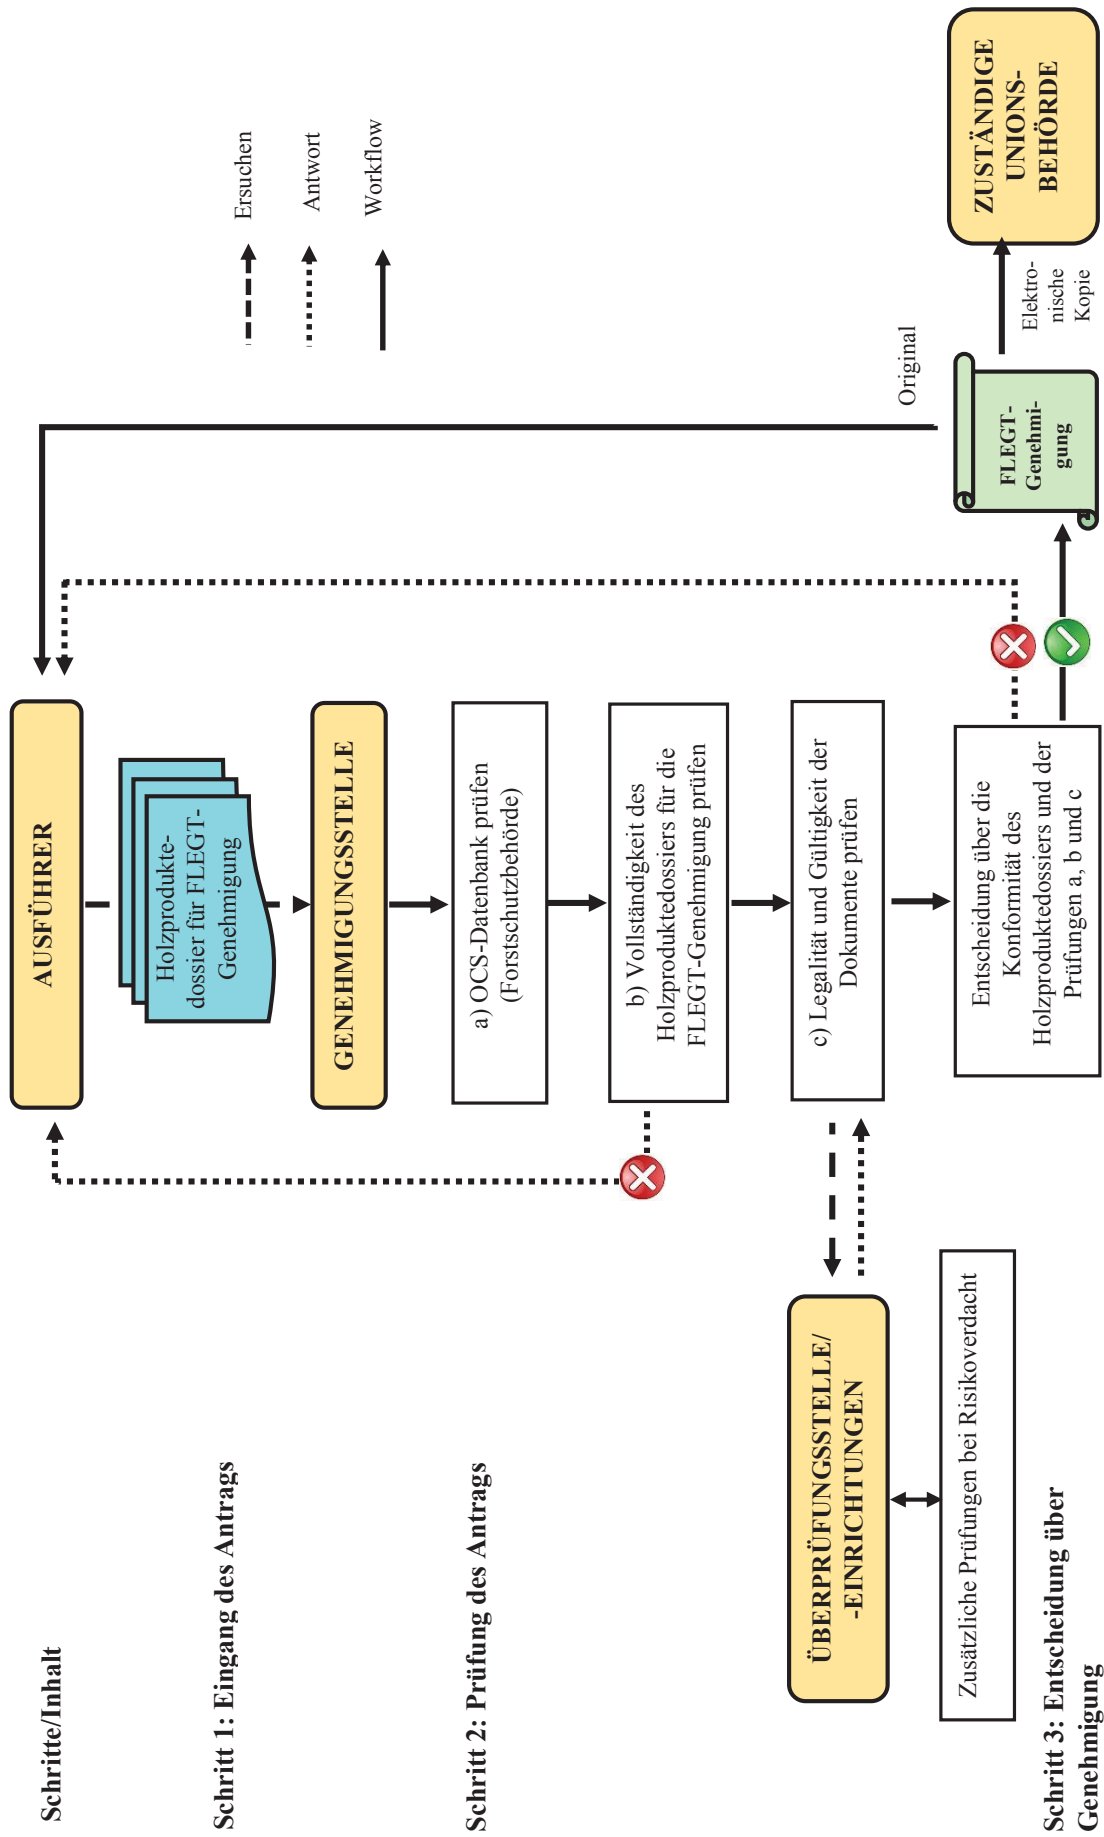 Schritte/Inhalt
AUSFÜHRER
Ersuchen
Antwort
Workflow
Schritt 1: Eingang des Antrags
Holzprodukte-
dossier für FLEGT-
Genehmigung
GENEHMIGUNGSSTELLE
Schritt 2: Prüfung des Antrags
a) OCS-Datenbank prüfen
(Forstschutzbehörde)
b) Vollständigkeit des
Holzproduktedossiers für die
FLEGT-Genehmigung prüfen
ÜBERPRÜFUNGSSTELLE/
-EINRICHTUNGEN
c) Legalität und Gültigkeit der
Dokumente prüfen
Zusätzliche Prüfungen bei Risikoverdacht
Schritt 3: Entscheidung über
Genehmigung
Entscheidung über die
Konformität des
Holzproduktedossiers und der
Prüfungen a, b und c
Original
FLEGT-
Genehmi-
gung
Elektro-
nische
Kopie
ZUSTÄNDIGE
UNIONS-
BEHÖRDE